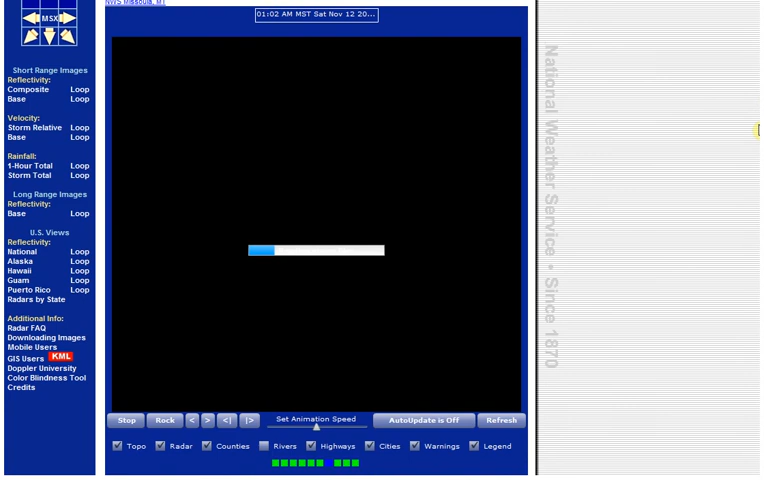 NWS Missoula, MT
MSX
01:02 AM MST Sat Nov 12 20...
Short Range Images
Reflectivity:
Composite Loop
Base Loop
Velocity:
Storm Relative Loop
Base Loop
Rainfall:
1-Hour Total Loop
Storm Total Loop
Long Range Images
Reflectivity:
Base Loop
U.S. Views
Reflectivity:
National Loop
Alaska Loop
Hawaii Loop
Guam Loop
Puerto Rico Loop
Radars by State
Additional Info:
Radar FAQ
Downloading Images
Mobile Users
GIS Users KML
Doppler University
Color Blindness Tool
Credits
Stop Rock < > <| |> Set Animation Speed AutoUpdate is Off Refresh
Topo Radar Counties Rivers Highways Cities Warnings Legend
National Weather Service • Since 1870